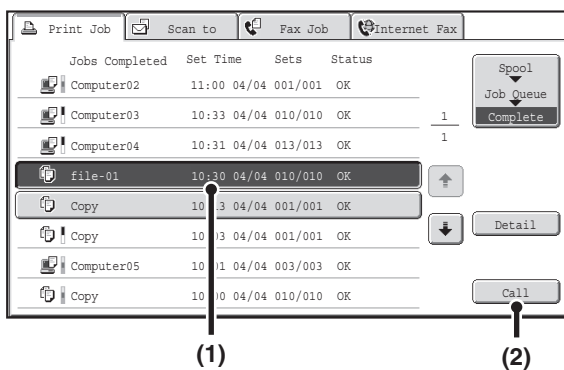 Print Job Scan to Fax Job Internet Fax
Jobs Completed Set Time Sets Status
Computer02 11:00 04/04 001/001 OK
Computer03 10:33 04/04 010/010 OK
Computer04 10:31 04/04 013/013 OK
file-01 10:30 04/04 010/010 OK
Copy 04/04 001/001 OK
Copy 04/04 001/001 OK
Computer05 04/04 003/003 OK
Copy 04/04 010/010 OK
1
1
Spool
Job Queue
Complete
Detail
Call
(1)
(2)